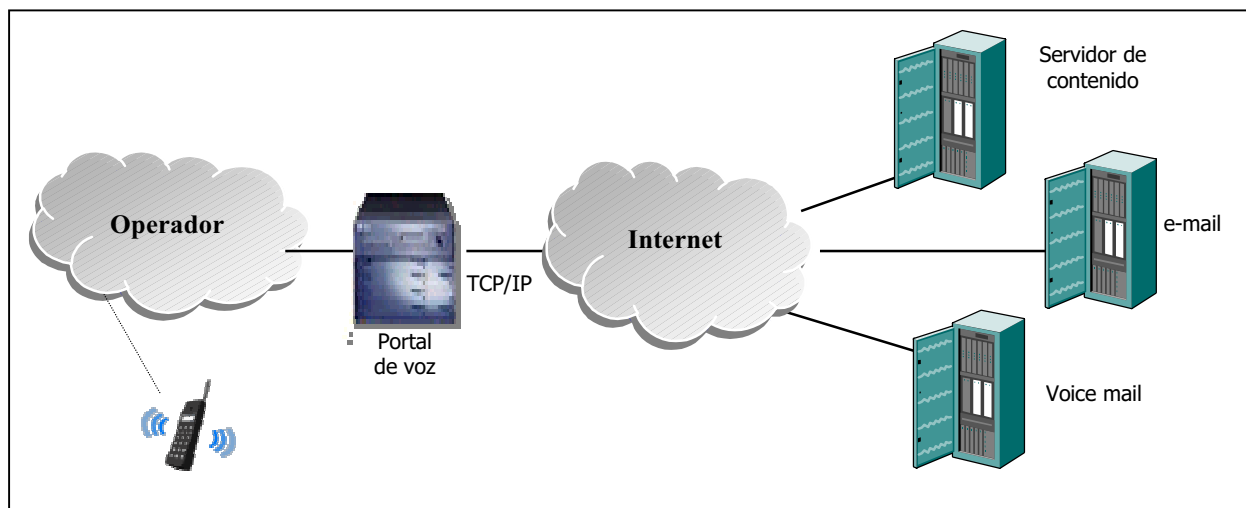 Servidor de
contenido
Operador
Internet
e-mail
TCP/IP
Portal
de voz
Voice mail